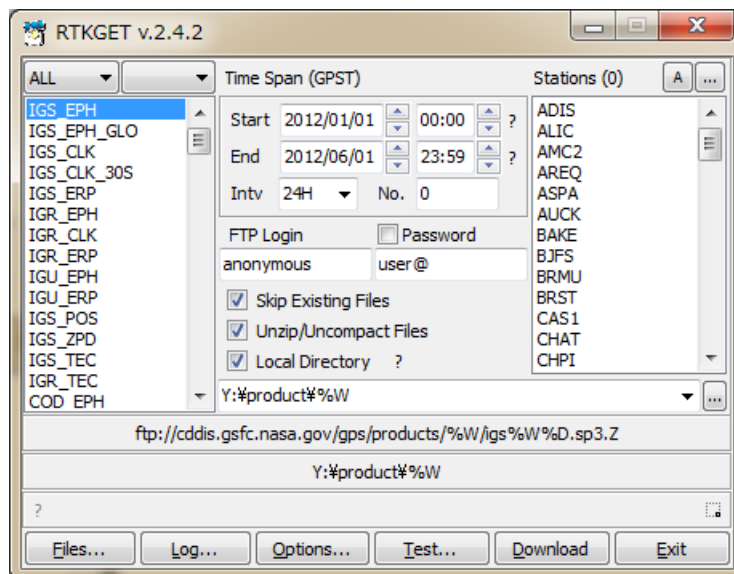 RTKGET v.2.4.2
ALL
Time Span (GPST)
Stations (0)
A
...
IGS_EPH
IGS_EPH_GLO
IGS_CLK
IGS_CLK_30S
IGS_ERP
IGR_EPH
IGR_CLK
IGR_ERP
IGU_EPH
IGU_ERP
IGS_POS
IGS_ZPD
IGS_TEC
IGR_TEC
COD_EPH
Start 2012/01/01 00:00 ?
End 2012/06/01 23:59 ?
Intv 24H No. 0
FTP Login Password
anonymous user@
Skip Existing Files
Unzip/Uncompact Files
Local Directory ?
ADIS
ALIC
AMC2
AREQ
ASPA
AUCK
BAKE
BJFS
BRMU
BRST
CAS1
CHAT
CHPI
Y:¥product¥%W ...
ftp://cddis.gsfc.nasa.gov/gps/products/%W/igs%W%D.sp3.Z
Y:¥product¥%W
?
Files... Log... Options... Test... Download Exit